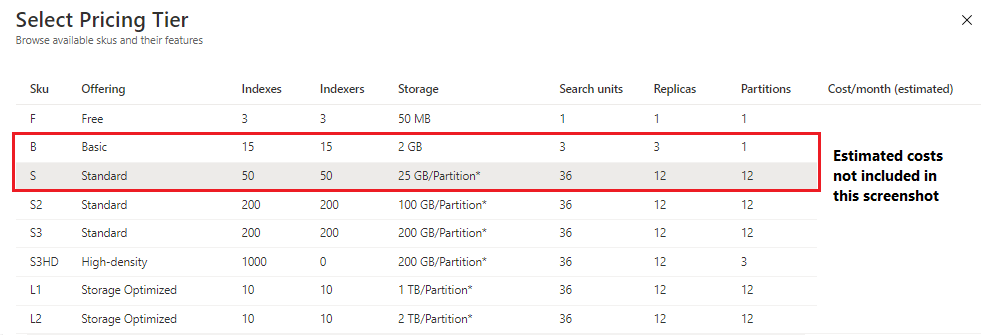 Select Pricing Tier
Browse available skus and their features
Sku Offering Indexes Indexers Storage Search units Replicas Partitions Cost/month (estimated)
F Free 3 3 50 MB 1 1 1
B Basic 15 15 2 GB 3 3 1
S Standard 50 50 25 GB/Partition* 36 12 12
S2 Standard 200 200 100 GB/Partition* 36 12 12
S3 Standard 200 200 200 GB/Partition* 36 12 12
S3HD High-density 1000 0 200 GB/Partition* 36 12 3
L1 Storage Optimized 10 10 1 TB/Partition* 36 12 12
L2 Storage Optimized 10 10 2 TB/Partition* 36 12 12
Estimated costs
not included in
this screenshot